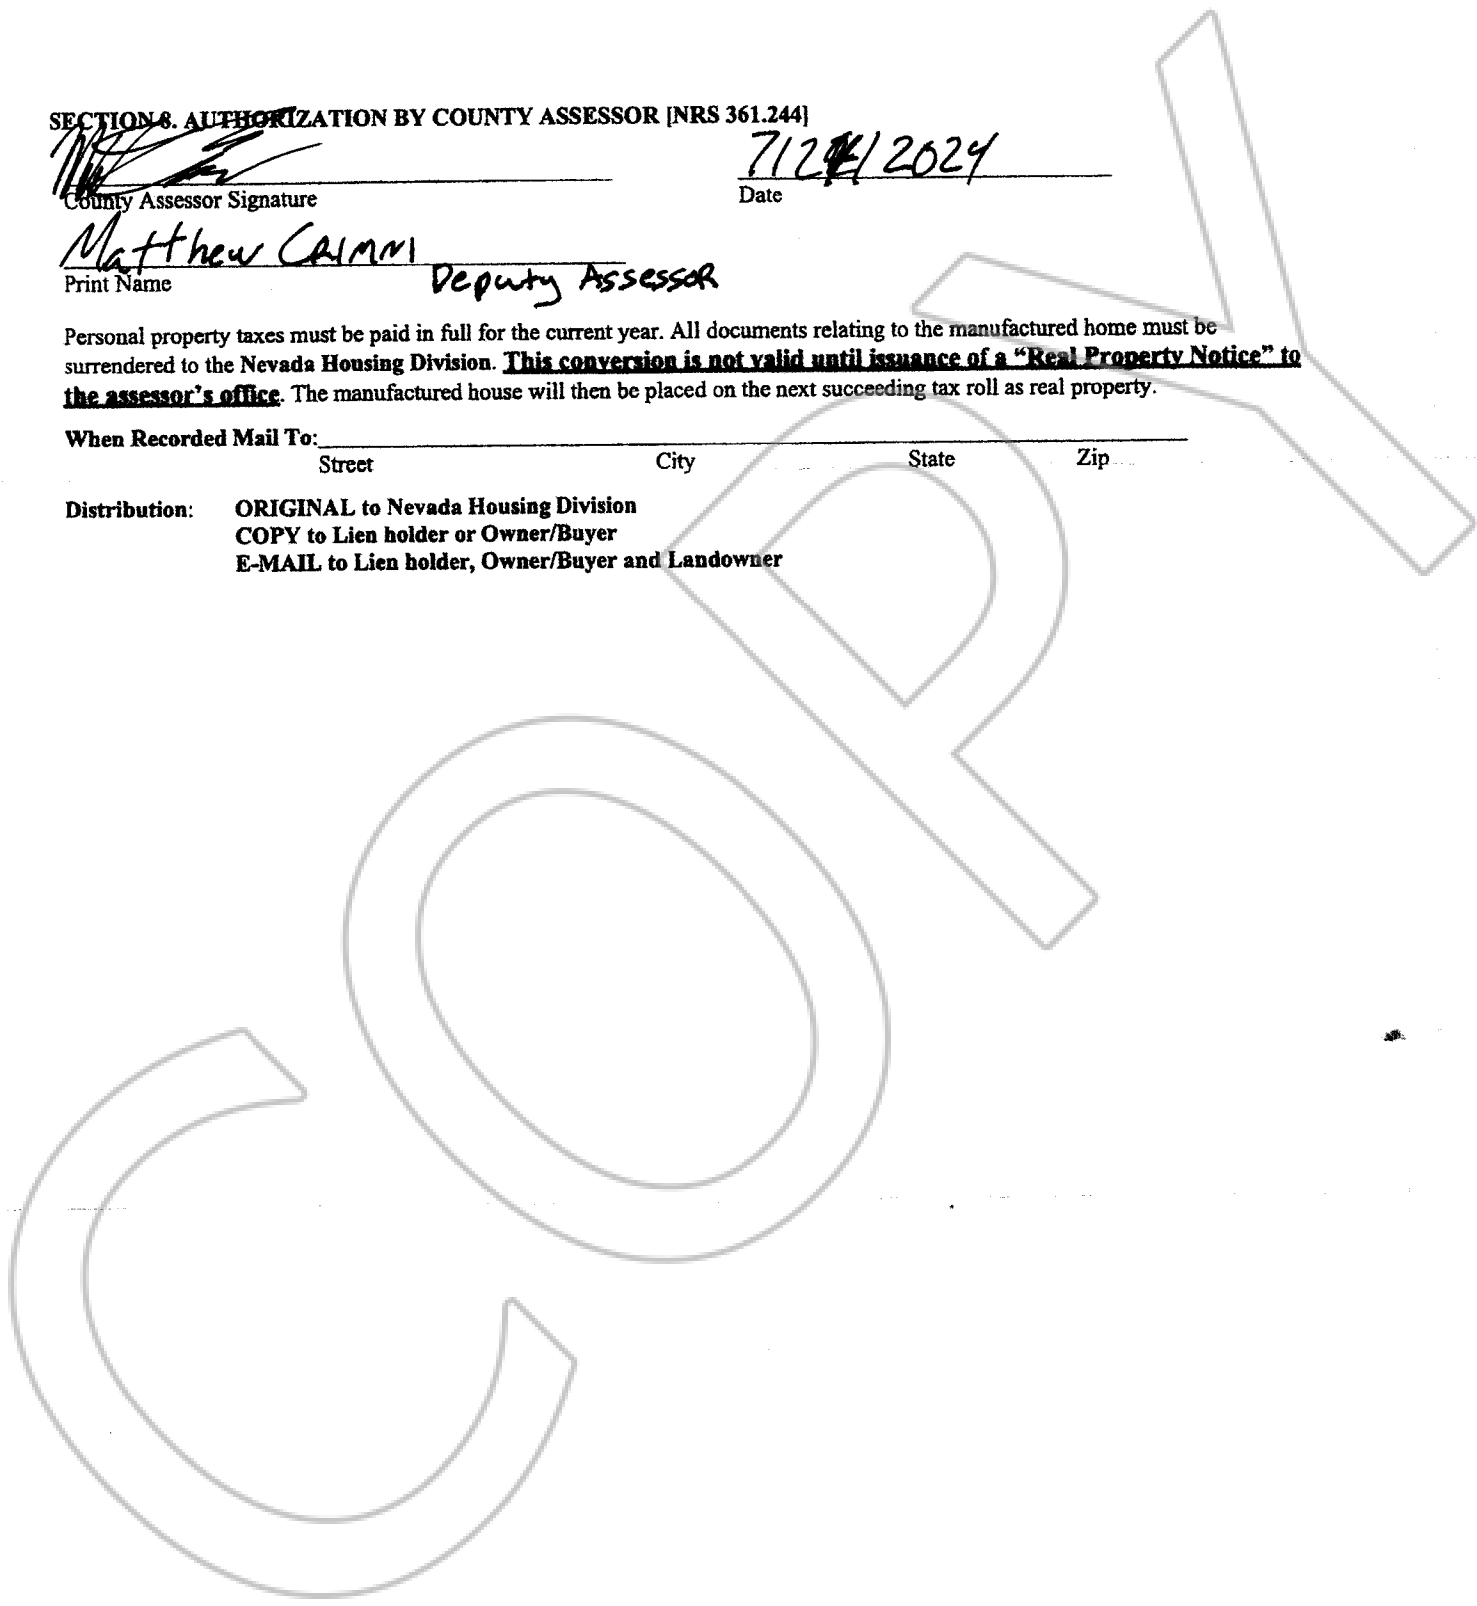 SECTION 8. AUTHORIZATION BY COUNTY ASSESSOR [NRS 361.244]
County Assessor Signature
Date
Matthew
Print Name
Deputy Assessor
Personal property taxes must be paid in full for the current year. All documents relating to the manufactured home must be
surrendered to the Nevada Housing Division. This conversion is not valid until issuance of a “Real Property Notice” to
the assessor’s office. The manufactured house will then be placed on the next succeeding tax roll as real property.
When Recorded Mail To:
Street City State Zip
Distribution: ORIGINAL to Nevada Housing Division
COPY to Lien holder or Owner/Buyer
E-MAIL to Lien holder, Owner/Buyer and Landowner
COPY